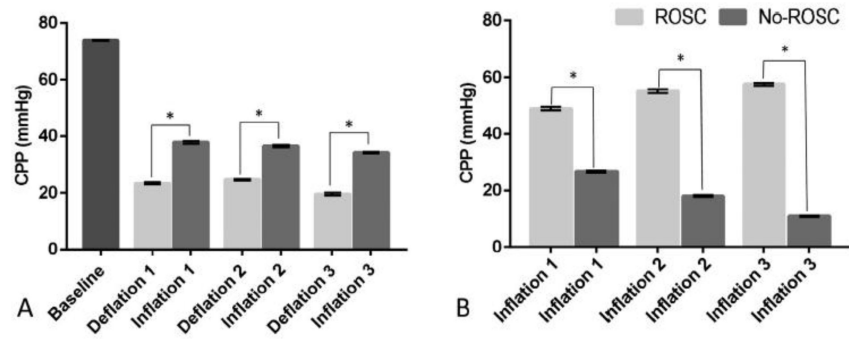 CPP (mmHg)
80
60
40
20
0
*
*
*
Baseline
Deflation 1
Inflation 1
Deflation 2
Inflation 2
Deflation 3
Inflation 3
A
ROSC
No-ROSC
CPP (mmHg)
80
60
40
20
0
*
*
*
Inflation 1
Inflation 1
Inflation 2
Inflation 2
Inflation 3
Inflation 3
B